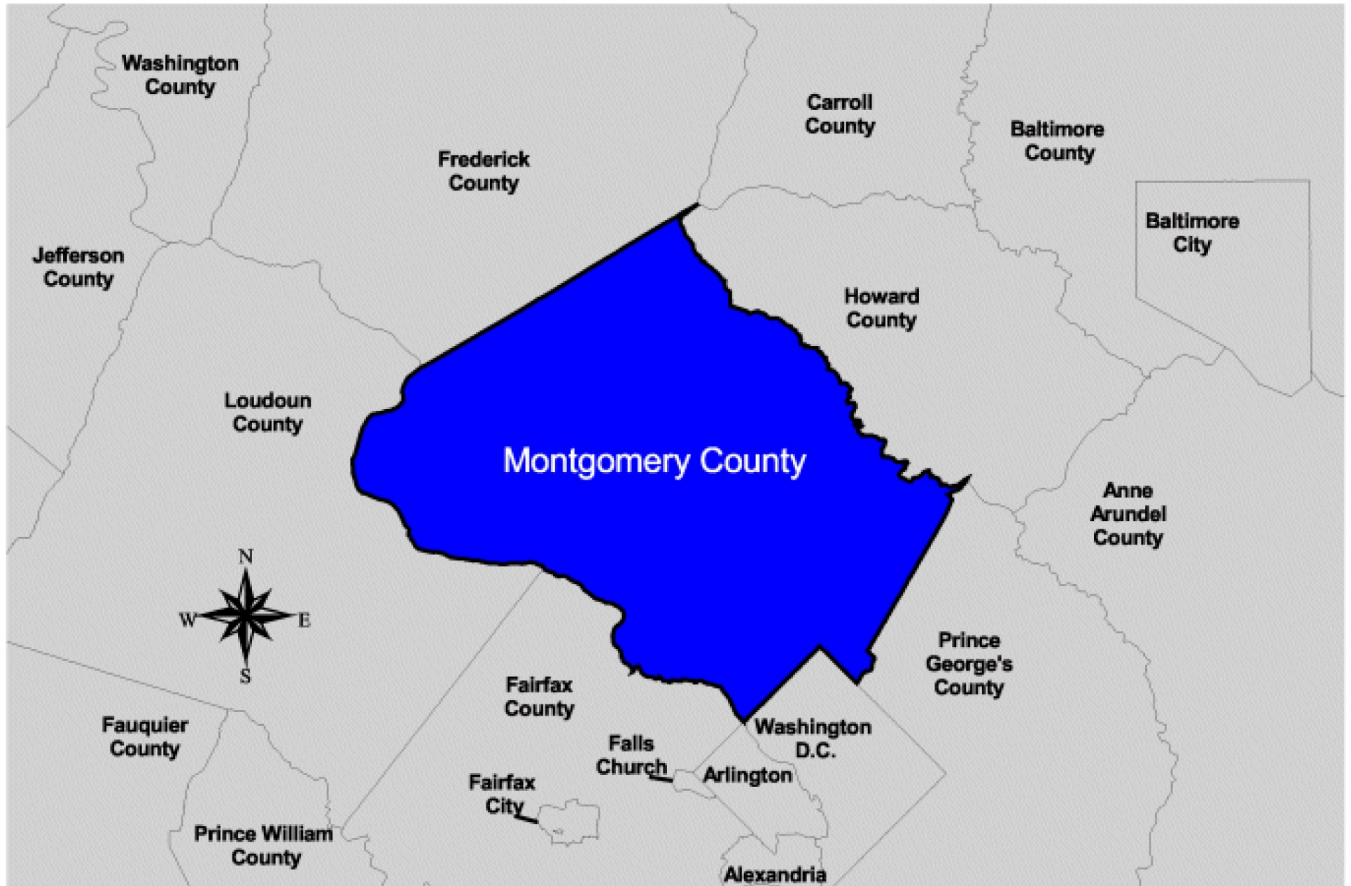 Washington
County
Carroll
County
Baltimore
County
Frederick
County
Baltimore
City
Jefferson
County
Howard
County
Loudoun
County
Montgomery County
Anne
Arundel
County
N
W
E
S
Prince
George's
County
Fairfax
County
Fauquier
County
Washington
D.C.
Falls
Church
Arlington
Fairfax
City
Prince William
County
Alexandria